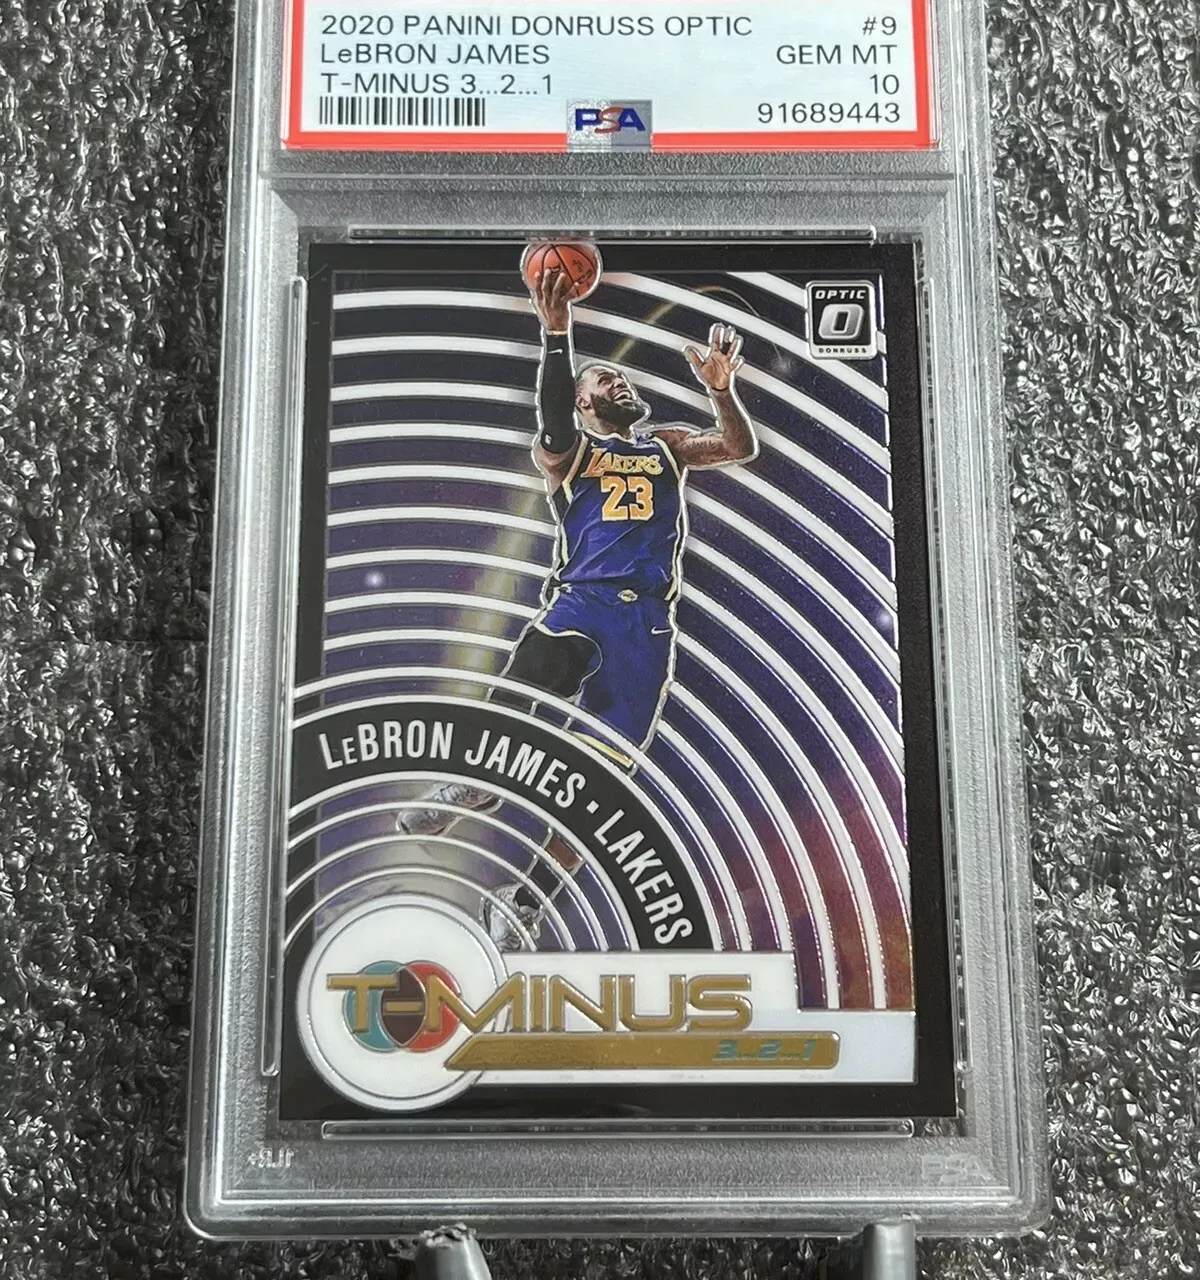 2020 PANINI DONRUSS OPTIC #9
LeBRON JAMES GEM MT
T-MINUS 3...2...1 10
PSA 91689443
OPTIC
O
DONRUSS
LAKERS
23
LeBRON JAMES · LAKERS
T-MINUS
3...2...1
PSA